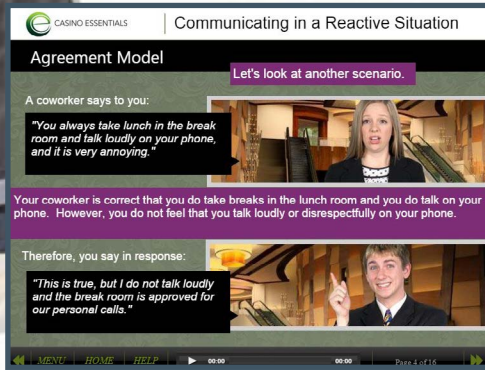 CASINO ESSENTIALS
Communicating in a Reactive Situation
Agreement Model
Let's look at another scenario.
A coworker says to you:
"You always take lunch in the break
room and talk loudly on your phone,
and it is very annoying."
Your coworker is correct that you do take breaks in the lunch room and you do talk on your
phone. However, you do not feel that you talk loudly or disrespectfully on your phone.
Therefore, you say in response:
"This is true, but I do not talk loudly
and the break room is approved for
our personal calls."
MENU HOME HELP 00:00 00:00 Page 4 of 16